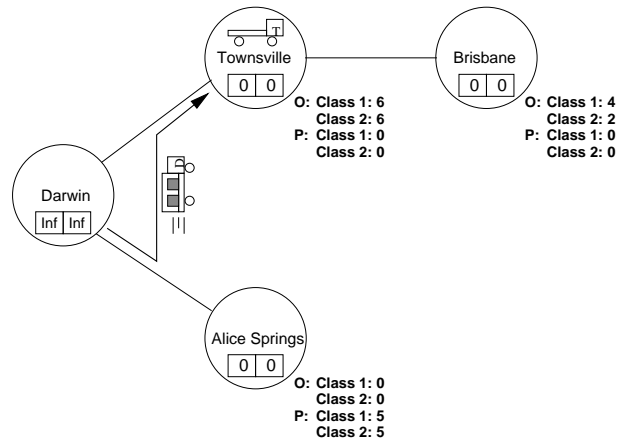 T
Townsville
0 0
O: Class 1: 6
Class 2: 6
P: Class 1: 0
Class 2: 0
Brisbane
0 0
O: Class 1: 4
Class 2: 2
P: Class 1: 0
Class 2: 0
D
Darwin
Inf Inf
Alice Springs
0 0
O: Class 1: 0
Class 2: 0
P: Class 1: 5
Class 2: 5